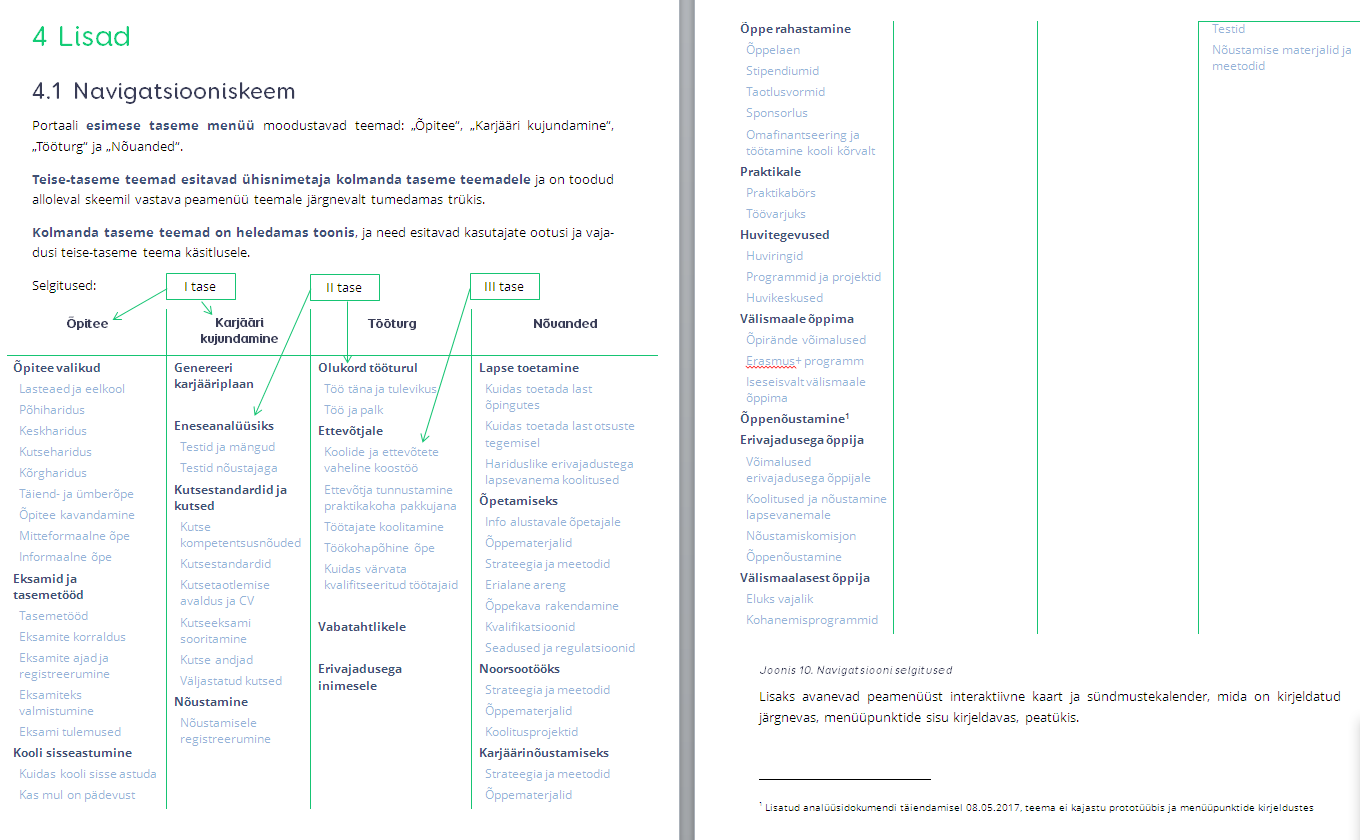 4 Lisad
4.1 Navigatsiooniskeem
Portaali esimese taseme menüü moodustavad teemad: „Õpitee“, „Karjääri kujundamine“,
„Tööturg“ ja „Nõuanded“.
Teise-taseme teemad esitavad ühisnimetaja kolmanda taseme teemadele ja on toodud
alloleval skeemil vastava peamenüü teemale järgnevalt tumedamas trükis.
Kolmanda taseme teemad on heledamas toonis, ja need esitavad kasutajate ootusi ja vaja-
dusi teise-taseme teema käsitlusele.
Selgitused:
I tase
II tase
III tase
Õpitee
Karjääri
kujundamine
Tööturg
Nõuanded
Õpitee valikud
Lasteaed ja eelkool
Põhiharidus
Keskharidus
Kutseharidus
Kõrgharidus
Täiend- ja ümberõpe
Õpitee kavandamine
Mitteformaalne õpe
Informaalne õpe
Eksamid ja
tasemetööd
Tasemetööd
Eksamite korraldus
Eksamite ajad ja
registreerumine
Eksamiteks
valmistumine
Eksami tulemused
Kooli sisseastumine
Kuidas kooli sisse astuda
Kas mul on pädevust
Genereeri
karjääriplaan
Eneseanalüüsiks
Testid ja mängud
Testid nõustajaga
Kutsestandardid ja
kutsed
Kutse
kompetentsusnõuded
Kutsestandardid
Kutsetaotlemise
avaldus ja CV
Kutseeksami
sooritamine
Kutse andjad
Väljastatud kutsed
Nõustamine
Nõustamisele
registreerumine
Olukord tööturul
Töö täna ja tulevikus
Töö ja palk
Ettevõtjale
Koolide ja ettevõtete
vaheline koostöö
Ettevõtja tunnustamine
praktikakoha pakkujana
Töötajate koolitamine
Töökohapõhine õpe
Kuidas värvata
kvalifitseeritud töötajaid
Vabatahtlikele
Erivajadusega
inimesele
Lapse toetamine
Kuidas toetada last
õpingutes
Kuidas toetada last otsuste
tegemisel
Hariduslike erivajadustega
lapsevanema koolitused
Õpetamiseks
Info alustavale õpetajale
Õppematerjalid
Strateegia ja meetodid
Erialane areng
Õppekava rakendamine
Kvalifikatsioonid
Seadused ja regulatsioonid
Noorsootööks
Strateegia ja meetodid
Õppematerjalid
Koolitusprojektid
Karjäärinõustamiseks
Strateegia ja meetodid
Õppematerjalid
Õppe rahastamine
Õppelaen
Stipendiumid
Taotlusvormid
Sponsorlus
Omafinantseering ja
töötamine kooli kõrvalt
Praktikale
Praktikabörs
Töövarjuks
Huvitegevused
Huviringid
Programmid ja projektid
Huvikeskused
Välismaale õppima
Õpirände võimalused
Erasmus+ programm
Iseseisvalt välismaale
õppima
Õppenõustamine¹
Erivajadusega õppija
Võimalused
erivajadusega õppijale
Koolitused ja nõustamine
lapsevanemale
Nõustamiskomisjon
Õppenõustamine
Välismaalasest õppija
Eluks vajalik
Kohanemisprogrammid
Testid
Nõustamise materjalid ja
meetodid
Joonis 10. Navigatsiooni selgitused
Lisaks avanevad peamenüüst interaktiivne kaart ja sündmustekalender, mida on kirjeldatud
järgnevas, menüüpunktide sisu kirjeldavas, peatükis.
¹ Lisatud analüüsidokumendi täiendamisel 08.05.2017, teema ei kajastu prototüübis ja menüüpunktide kirjeldustes